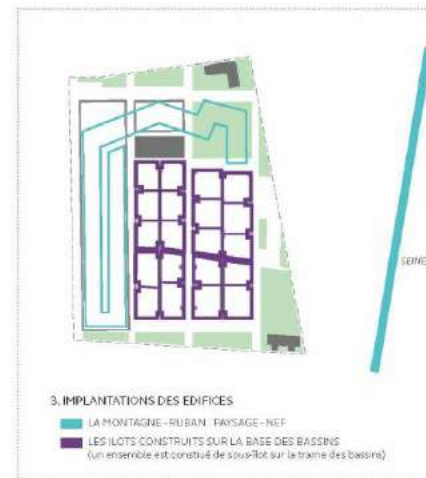 SEINE
3. IMPLANTATIONS DES EDIFICES
LA MONTAGNE - RUBAN : PAYSAGE - NEF
LES ILOTS CONSTRUITS SUR LA BASE DES BASSINS
(un ensemble est constiué de sous-îlot sur la trame des bassins)